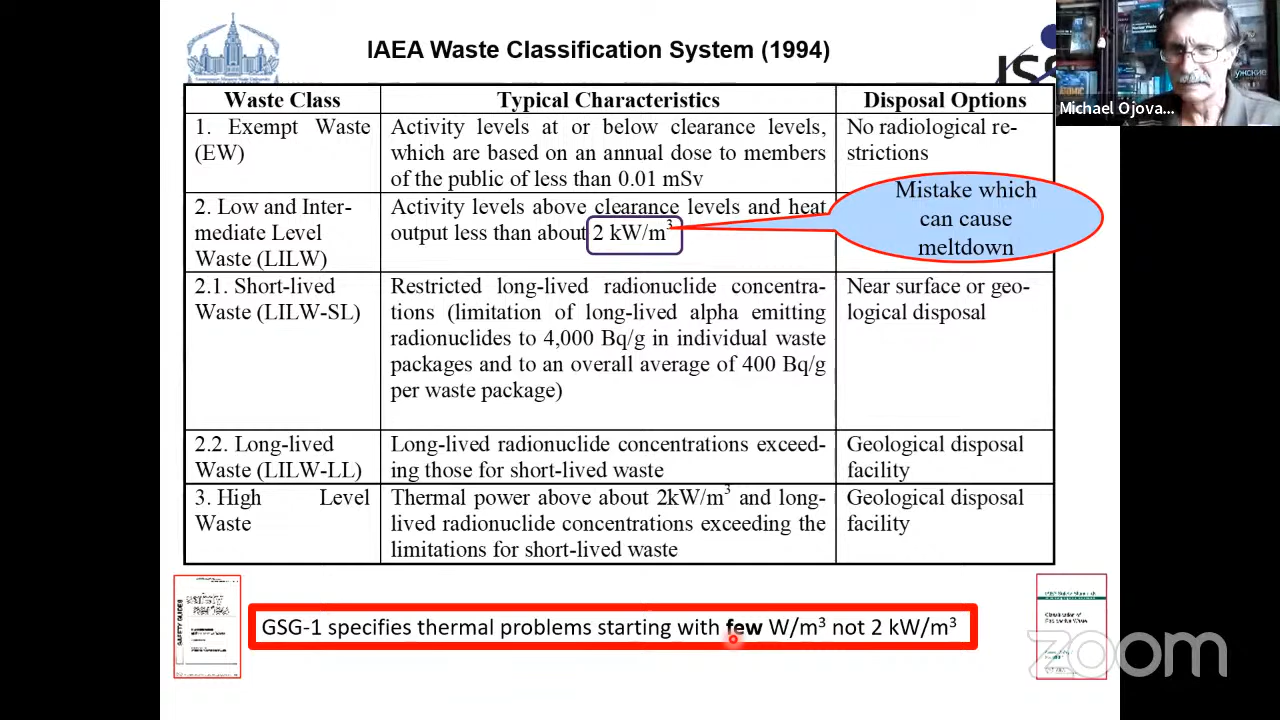 IAEA Waste Classification System (1994)
Michael Ojova...
Waste Class
Typical Characteristics
Disposal Options
1. Exempt Waste
(EW)
Activity levels at or below clearance levels,
which are based on an annual dose to members
of the public of less than 0.01 mSv
No radiological re-
strictions
2. Low and Inter-
mediate Level
Waste (LILW)
Activity levels above clearance levels and heat
output less than about 2 kW/m³
Mistake which
can cause
meltdown
2.1. Short-lived
Waste (LILW-SL)
Restricted long-lived radionuclide concentra-
tions (limitation of long-lived alpha emitting
radionuclides to 4,000 Bq/g in individual waste
packages and to an overall average of 400 Bq/g
per waste package)
Near surface or geo-
logical disposal
2.2. Long-lived
Waste (LILW-LL)
Long-lived radionuclide concentrations exceed-
ing those for short-lived waste
Geological disposal
facility
3. High Level
Waste
Thermal power above about 2kW/m³ and long-
lived radionuclide concentrations exceeding the
limitations for short-lived waste
Geological disposal
facility
GSG-1 specifies thermal problems starting with few W/m³ not 2 kW/m³
IAEA Safety Standards
Classification of
Radioactive Waste
zoom